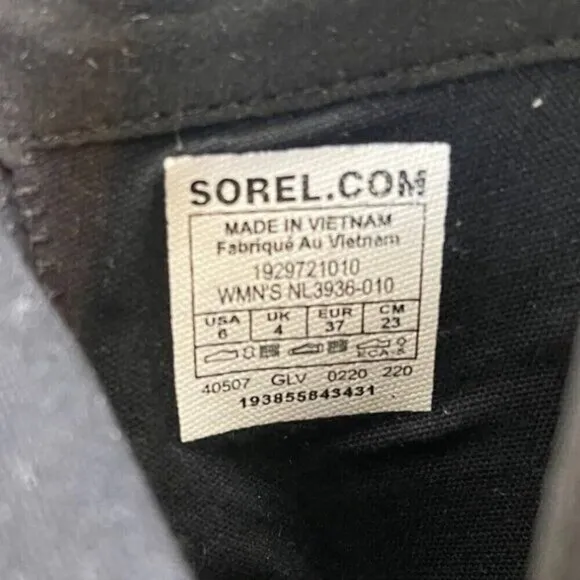 SOREL.COM
MADE IN VIETNAM
Fabriqué Au Vietnam
1929721010
WMN'S NL3936-010
USA UK EUR CM
6 4 37 23
ECA-S
40507 GLV 0220 220
193855843431